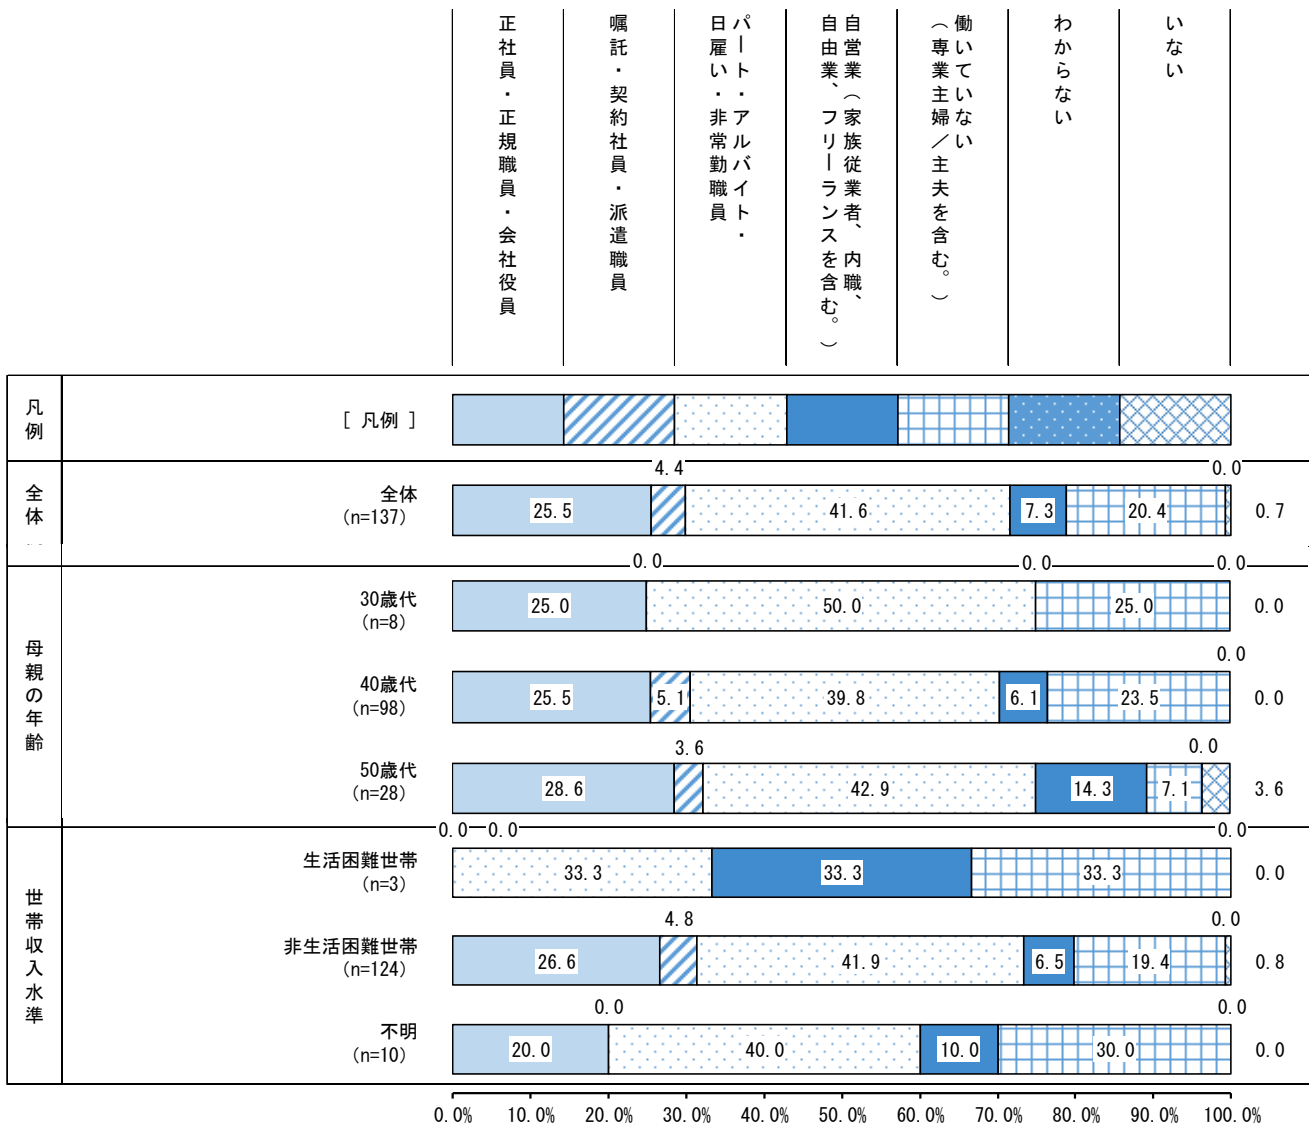 正社員・正規職員・会社役員
嘱託・契約社員・派遣職員
パート・アルバイト・
日雇い・非常勤職員
自営業（家族従業者、内職、
自由業、フリーランスを含む。）
働いていない
（専業主婦／主夫を含む。）
わからない
いない
凡例
[ 凡例 ]
全体
4.4
0.0
全体
(n=137)
25.5
41.6
7.3
20.4
0.7
母親の年齢
0.0
0.0
0.0
30歳代
(n=8)
25.0
50.0
25.0
0.0
0.0
40歳代
(n=98)
25.5
5.1
39.8
6.1
23.5
0.0
3.6
0.0
50歳代
(n=28)
28.6
42.9
14.3
7.1
3.6
世帯収入水準
0.0
0.0
0.0
生活困難世帯
(n=3)
33.3
33.3
33.3
0.0
4.8
0.0
非生活困難世帯
(n=124)
26.6
41.9
6.5
19.4
0.8
0.0
0.0
不明
(n=10)
20.0
40.0
10.0
30.0
0.0
0.0% 10.0% 20.0% 30.0% 40.0% 50.0% 60.0% 70.0% 80.0% 90.0% 100.0%